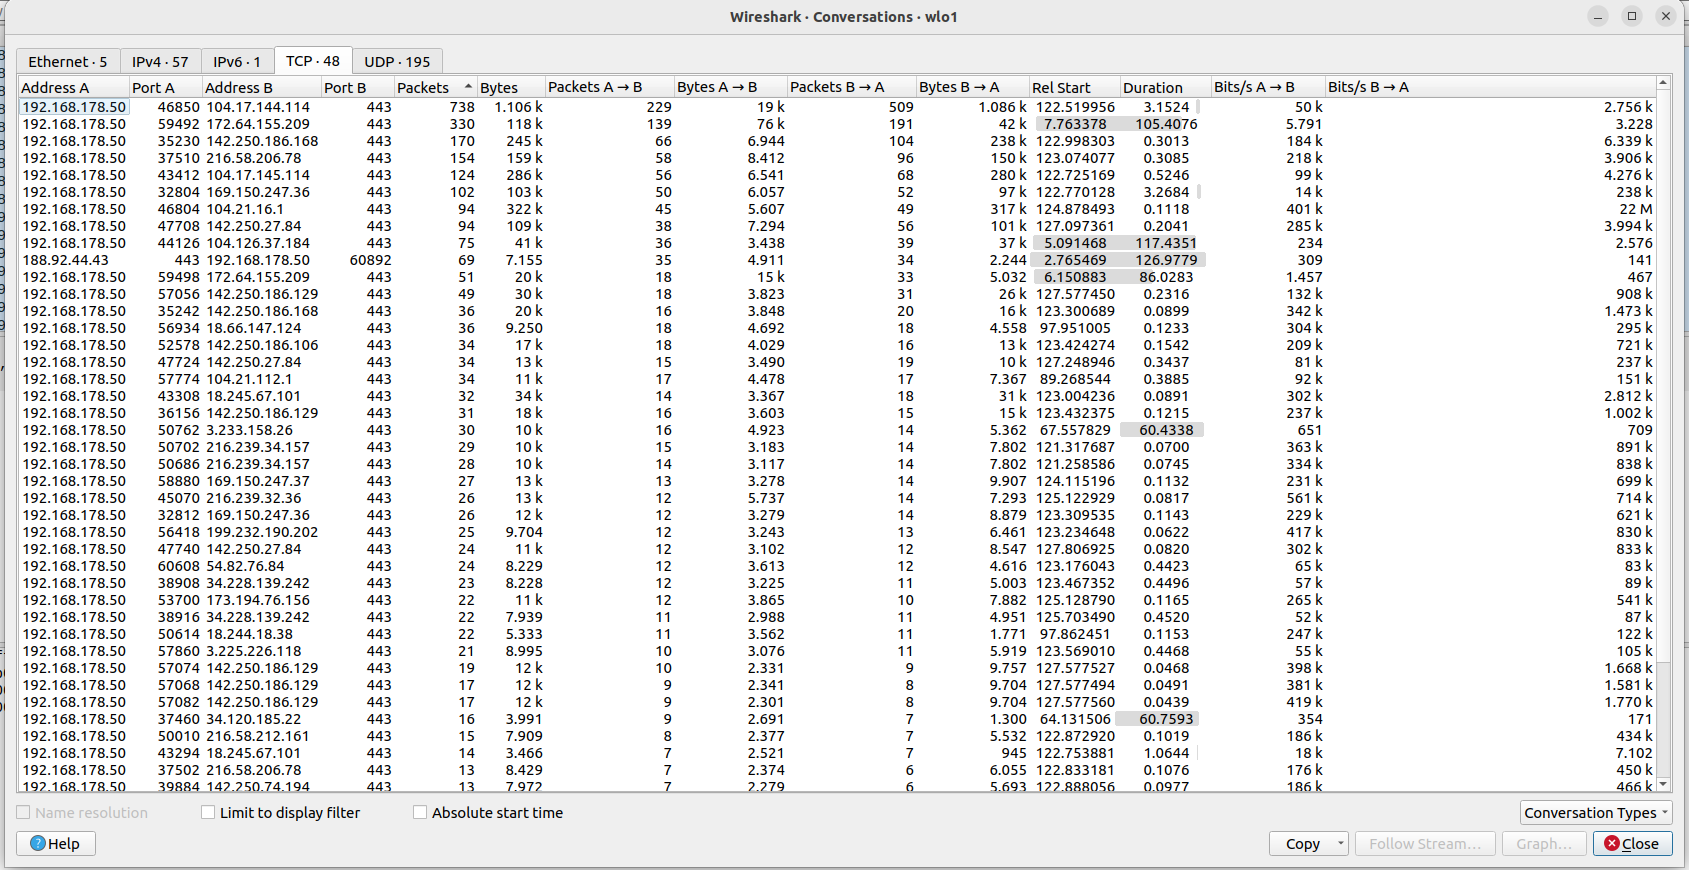 Wireshark · Conversations · wlo1
Ethernet · 5 IPv4 · 57 IPv6 · 1 TCP · 48 UDP · 195
Address A Port A Address B Port B Packets Bytes Packets A → B Bytes A → B Packets B → A Bytes B → A Rel Start Duration Bits/s A → B Bits/s B → A
192.168.178.50 46850 104.17.144.114 443 738 1.106 k 229 19 k 509 1.086 k 122.519956 3.1524 50 k 2.756 k
192.168.178.50 59492 172.64.155.209 443 330 118 k 139 76 k 191 42 k 7.763378 105.4076 5.791 3.228
192.168.178.50 35230 142.250.186.168 443 170 245 k 66 6.944 104 238 k 122.998303 0.3013 184 k 6.339 k
192.168.178.50 37510 216.58.206.78 443 154 159 k 58 8.412 96 150 k 123.074077 0.3085 218 k 3.906 k
192.168.178.50 43412 104.17.145.114 443 124 286 k 56 6.541 68 280 k 122.725169 0.5246 99 k 4.276 k
192.168.178.50 32804 169.150.247.36 443 102 103 k 50 6.057 52 97 k 122.770128 3.2684 14 k 238 k
192.168.178.50 46804 104.21.16.1 443 94 322 k 45 5.607 49 317 k 124.878493 0.1118 401 k 22 M
192.168.178.50 47708 142.250.27.84 443 94 109 k 38 7.294 56 101 k 127.097361 0.2041 285 k 3.994 k
192.168.178.50 44126 104.126.37.184 443 75 41 k 36 3.438 39 37 k 5.091468 117.4351 234 2.576
188.92.44.43 443 192.168.178.50 60892 69 7.155 35 4.911 34 2.244 2.765469 126.9779 309 141
192.168.178.50 59498 172.64.155.209 443 51 20 k 18 15 k 33 5.032 6.150883 86.0283 1.457 467
192.168.178.50 57056 142.250.186.129 443 49 30 k 18 3.823 31 26 k 127.577450 0.2316 132 k 908 k
192.168.178.50 35242 142.250.186.168 443 36 20 k 16 3.848 20 16 k 123.300689 0.0899 342 k 1.473 k
192.168.178.50 56934 18.66.147.124 443 36 9.250 18 4.692 18 4.558 97.951005 0.1233 304 k 295 k
192.168.178.50 52578 142.250.186.106 443 34 17 k 18 4.029 16 13 k 123.424274 0.1542 209 k 721 k
192.168.178.50 47724 142.250.27.84 443 34 13 k 15 3.490 19 10 k 127.248946 0.3437 81 k 237 k
192.168.178.50 57774 104.21.112.1 443 34 11 k 17 4.478 17 7.367 89.268544 0.3885 92 k 151 k
192.168.178.50 43308 18.245.67.101 443 32 34 k 14 3.367 18 31 k 123.004236 0.0891 302 k 2.812 k
192.168.178.50 36156 142.250.186.129 443 31 18 k 16 3.603 15 15 k 123.432375 0.1215 237 k 1.002 k
192.168.178.50 50762 3.233.158.26 443 30 10 k 16 4.923 14 5.362 67.557829 60.4338 651 709
192.168.178.50 50702 216.239.34.157 443 29 10 k 15 3.183 14 7.802 121.317687 0.0700 363 k 891 k
192.168.178.50 50686 216.239.34.157 443 28 10 k 14 3.117 14 7.802 121.258586 0.0745 334 k 838 k
192.168.178.50 58880 169.150.247.37 443 27 13 k 13 3.278 14 9.907 124.115196 0.1132 231 k 699 k
192.168.178.50 45070 216.239.32.36 443 26 13 k 12 5.737 14 7.293 125.122929 0.0817 561 k 714 k
192.168.178.50 32812 169.150.247.36 443 26 12 k 12 3.279 14 8.879 123.309535 0.1143 229 k 621 k
192.168.178.50 56418 199.232.190.202 443 25 9.704 12 3.243 13 6.461 123.234648 0.0622 417 k 830 k
192.168.178.50 47740 142.250.27.84 443 24 11 k 12 3.102 12 8.547 127.806925 0.0820 302 k 833 k
192.168.178.50 60608 54.82.76.84 443 24 8.229 12 3.613 12 4.616 123.176043 0.4423 65 k 83 k
192.168.178.50 38908 34.228.139.242 443 23 8.228 12 3.225 11 5.003 123.467352 0.4496 57 k 89 k
192.168.178.50 53700 173.194.76.156 443 22 11 k 12 3.865 10 7.882 125.128790 0.1165 265 k 541 k
192.168.178.50 38916 34.228.139.242 443 22 7.939 11 2.988 11 4.951 125.703490 0.4520 52 k 87 k
192.168.178.50 50614 18.244.18.38 443 22 5.333 11 3.562 11 1.771 97.862451 0.1153 247 k 122 k
192.168.178.50 57860 3.225.226.118 443 21 8.995 10 3.076 11 5.919 123.569010 0.4468 55 k 105 k
192.168.178.50 57074 142.250.186.129 443 19 12 k 10 2.331 9 9.757 127.577527 0.0468 398 k 1.668 k
192.168.178.50 57068 142.250.186.129 443 17 12 k 9 2.341 8 9.704 127.577494 0.0491 381 k 1.581 k
192.168.178.50 57082 142.250.186.129 443 17 12 k 9 2.301 8 9.704 127.577560 0.0439 419 k 1.770 k
192.168.178.50 37460 34.120.185.22 443 16 3.991 9 2.691 7 1.300 64.131506 60.7593 354 171
192.168.178.50 50010 216.58.212.161 443 15 7.909 8 2.377 7 5.532 122.872920 0.1019 186 k 434 k
192.168.178.50 43294 18.245.67.101 443 14 3.466 7 2.521 7 945 122.753881 1.0644 18 k 7.102
192.168.178.50 37502 216.58.206.78 443 13 8.429 7 2.374 6 6.055 122.833181 0.1076 176 k 450 k
192.168.178.50 39884 142.250.74.194 443 13 7.972 7 2.279 6 5.693 122.888056 0.0977 186 k 466 k
Name resolution Limit to display filter Absolute start time Conversation Types
Help Copy Follow Stream... Graph... Close